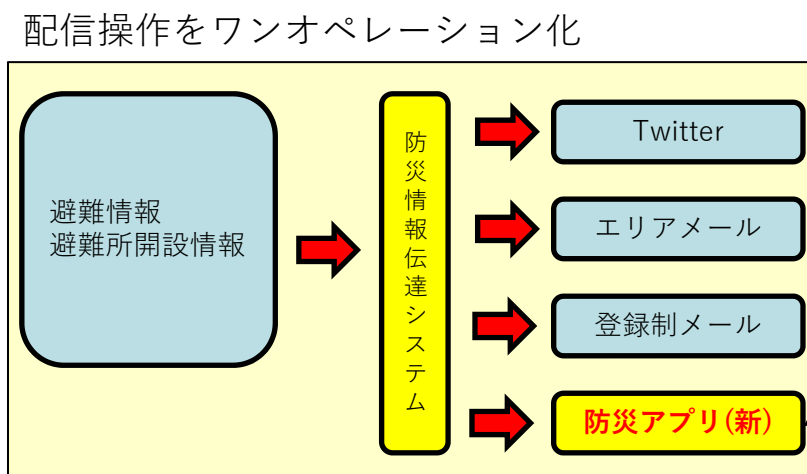 配信操作をワンオペレーション化
避難情報
避難所開設情報
防災情報伝達システム
Twitter
エリアメール
登録制メール
防災アプリ(新)